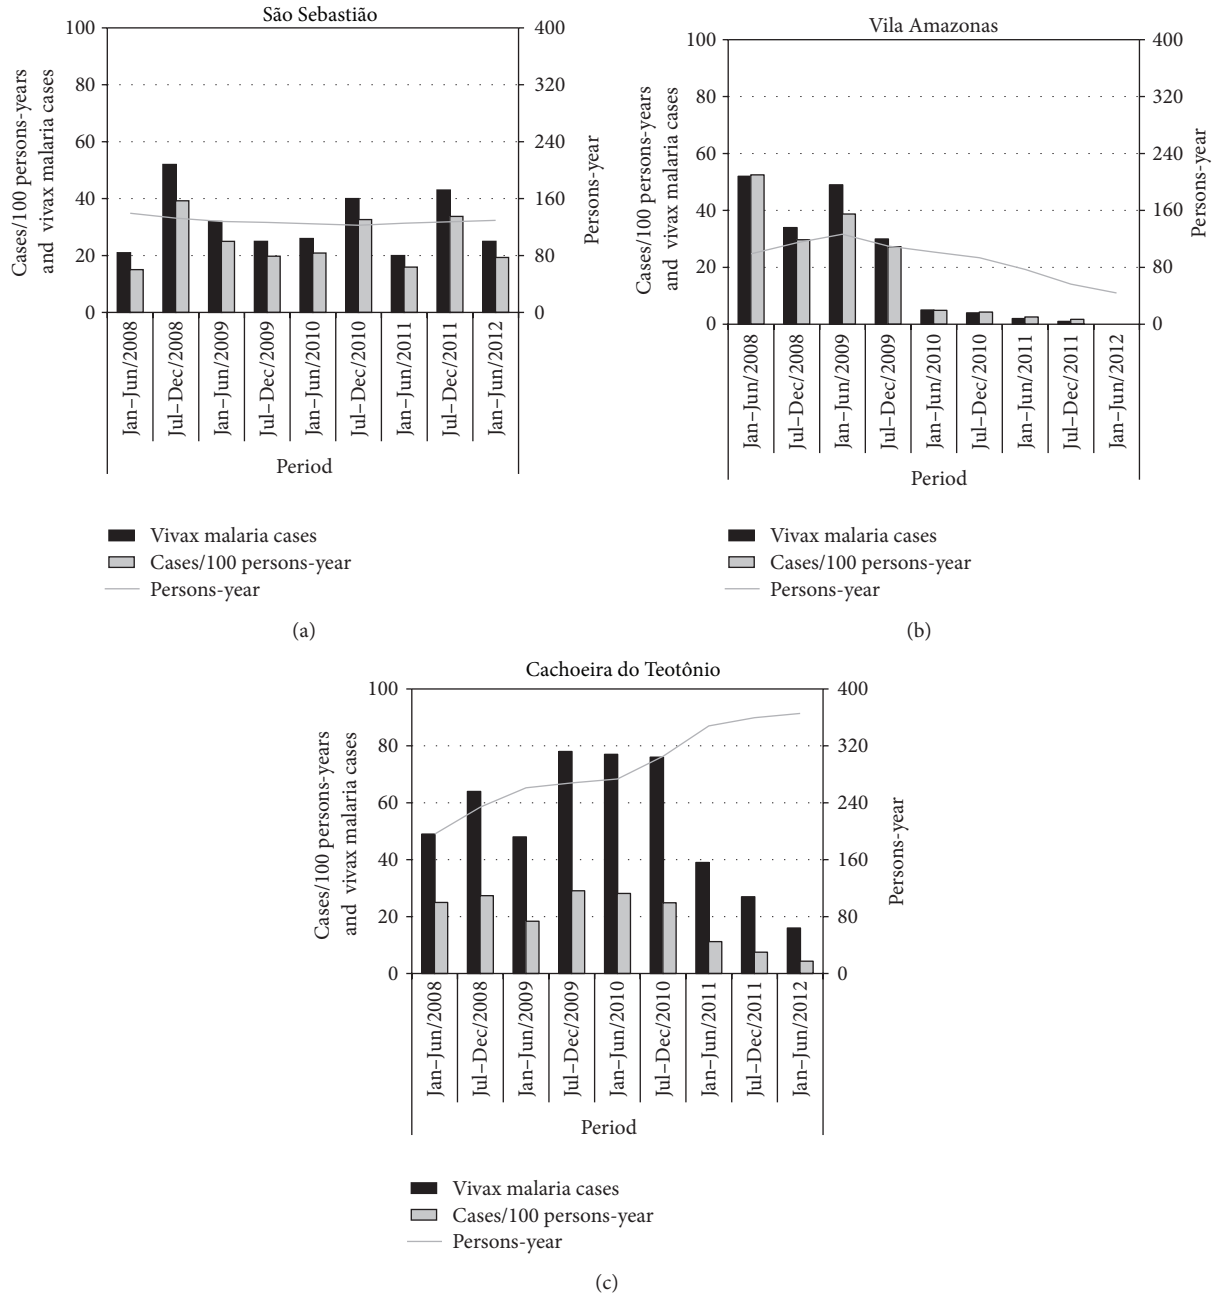 São Sebastião
Cases/100 persons-years
and vivax malaria cases
100
80
60
40
20
0
400
320
240
160
80
0
Persons-year
Jan–Jun/2008
Jul–Dec/2008
Jan–Jun/2009
Jul–Dec/2009
Jan–Jun/2010
Jul–Dec/2010
Jan–Jun/2011
Jul–Dec/2011
Jan–Jun/2012
Period
Vivax malaria cases
Cases/100 persons-year
Persons-year
(a)
Vila Amazonas
Cases/100 persons-years
and vivax malaria cases
100
80
60
40
20
0
400
320
240
160
80
0
Persons-year
Jan–Jun/2008
Jul–Dec/2008
Jan–Jun/2009
Jul–Dec/2009
Jan–Jun/2010
Jul–Dec/2010
Jan–Jun/2011
Jul–Dec/2011
Jan–Jun/2012
Period
Vivax malaria cases
Cases/100 persons-year
Persons-year
(b)
Cachoeira do Teotônio
Cases/100 persons-years
and vivax malaria cases
100
80
60
40
20
0
400
320
240
160
80
0
Persons-year
Jan–Jun/2008
Jul–Dec/2008
Jan–Jun/2009
Jul–Dec/2009
Jan–Jun/2010
Jul–Dec/2010
Jan–Jun/2011
Jul–Dec/2011
Jan–Jun/2012
Period
Vivax malaria cases
Cases/100 persons-year
Persons-year
(c)